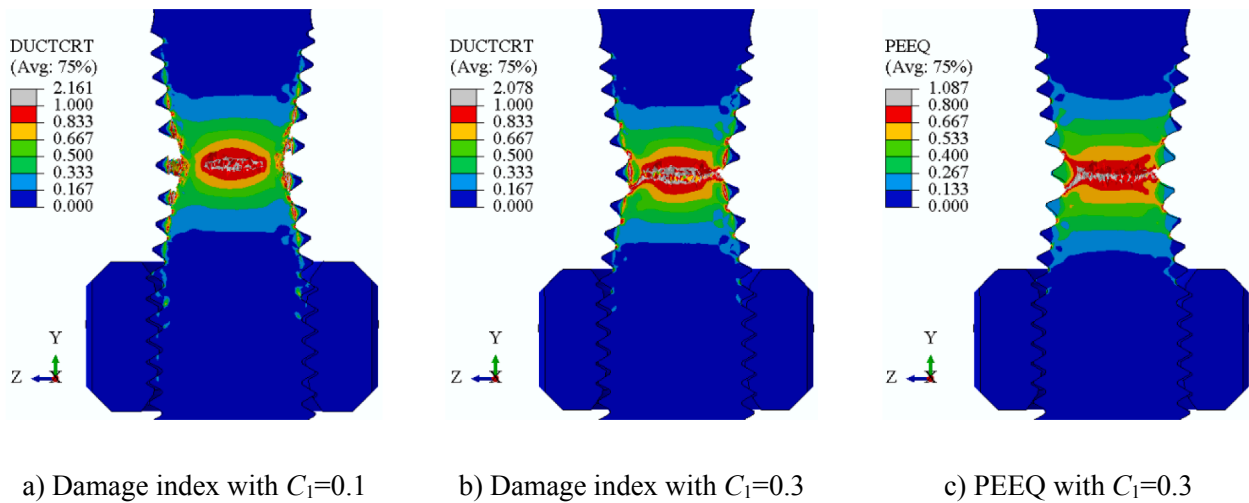 DUCTCRT
(Avg: 75%)
2.161
1.000
0.833
0.667
0.500
0.333
0.167
0.000
Y
Z
X
DUCTCRT
(Avg: 75%)
2.078
1.000
0.833
0.667
0.500
0.333
0.167
0.000
Y
Z
X
PEEQ
(Avg: 75%)
1.087
0.800
0.667
0.533
0.400
0.267
0.133
0.000
Y
Z
X
a) Damage index with C₁=0.1
b) Damage index with C₁=0.3
c) PEEQ with C₁=0.3